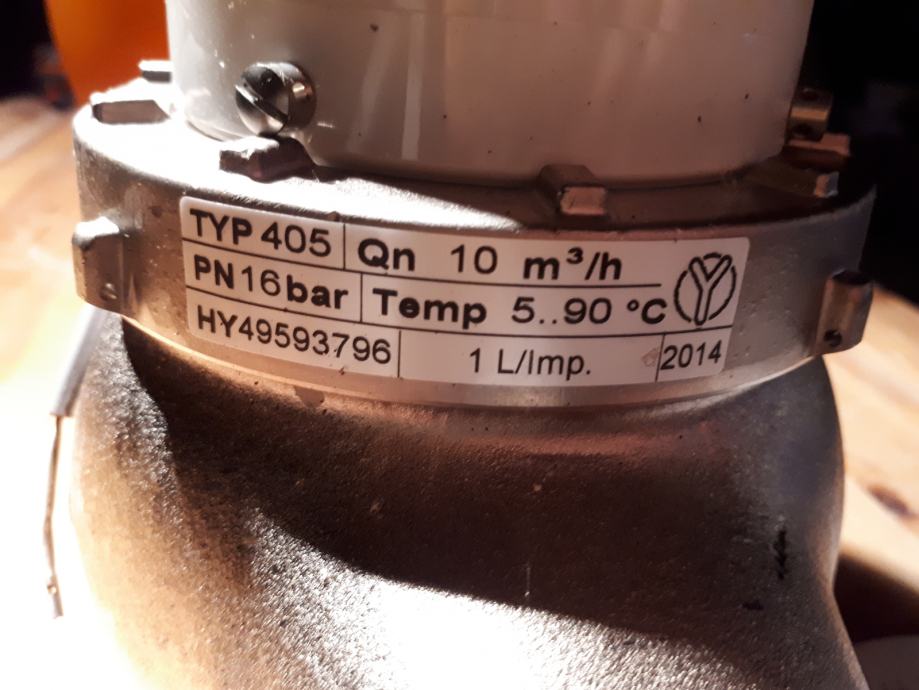 TYP 405 Qn 10 m³/h
PN16bar Temp 5..90 °C
HY49593796 1 L/Imp. 2014